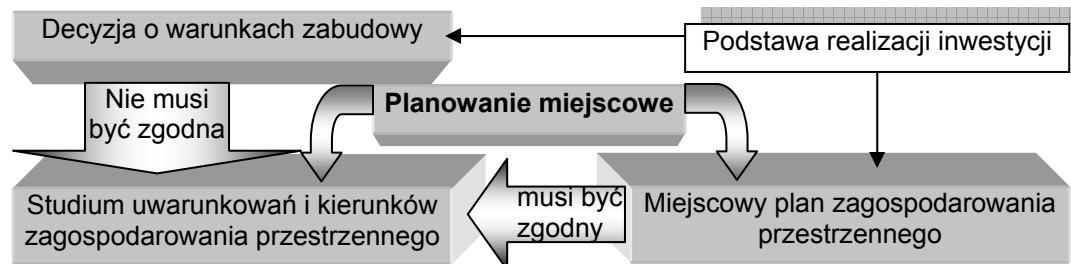 Decyzja o warunkach zabudowy
Podstawa realizacji inwestycji
Nie musi
być zgodna
Planowanie miejscowe
Studium uwarunkowań i kierunków
zagospodarowania przestrzennego
musi być
zgodny
Miejscowy plan zagospodarowania
przestrzennego